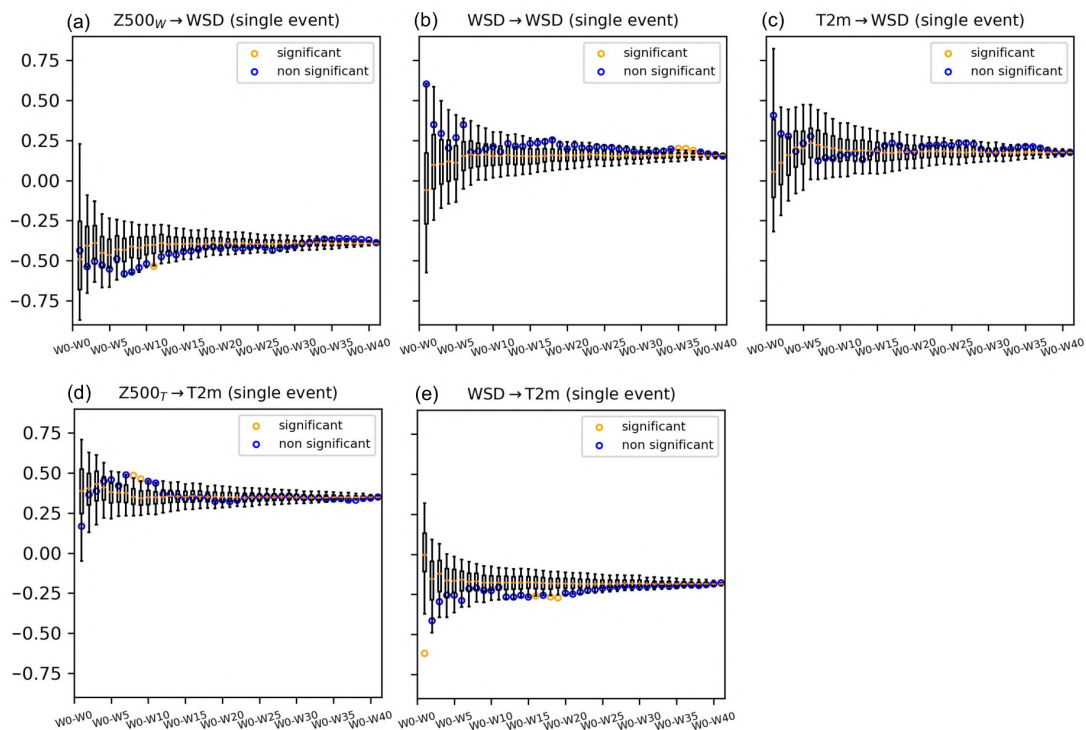 (a) Z500W → WSD (single event)
(b) WSD → WSD (single event)
(c) T2m → WSD (single event)
significant
non significant
significant
non significant
significant
non significant
0.75
0.50
0.25
0.00
−0.25
−0.50
−0.75
W0-W0 W0-W5 W0-W10 W0-W15 W0-W20 W0-W25 W0-W30 W0-W35 W0-W40
W0-W0 W0-W5 W0-W10 W0-W15 W0-W20 W0-W25 W0-W30 W0-W35 W0-W40
W0-W0 W0-W5 W0-W10 W0-W15 W0-W20 W0-W25 W0-W30 W0-W35 W0-W40
(d) Z500T → T2m (single event)
(e) WSD → T2m (single event)
significant
non significant
significant
non significant
0.75
0.50
0.25
0.00
−0.25
−0.50
−0.75
W0-W0 W0-W5 W0-W10 W0-W15 W0-W20 W0-W25 W0-W30 W0-W35 W0-W40
W0-W0 W0-W5 W0-W10 W0-W15 W0-W20 W0-W25 W0-W30 W0-W35 W0-W40